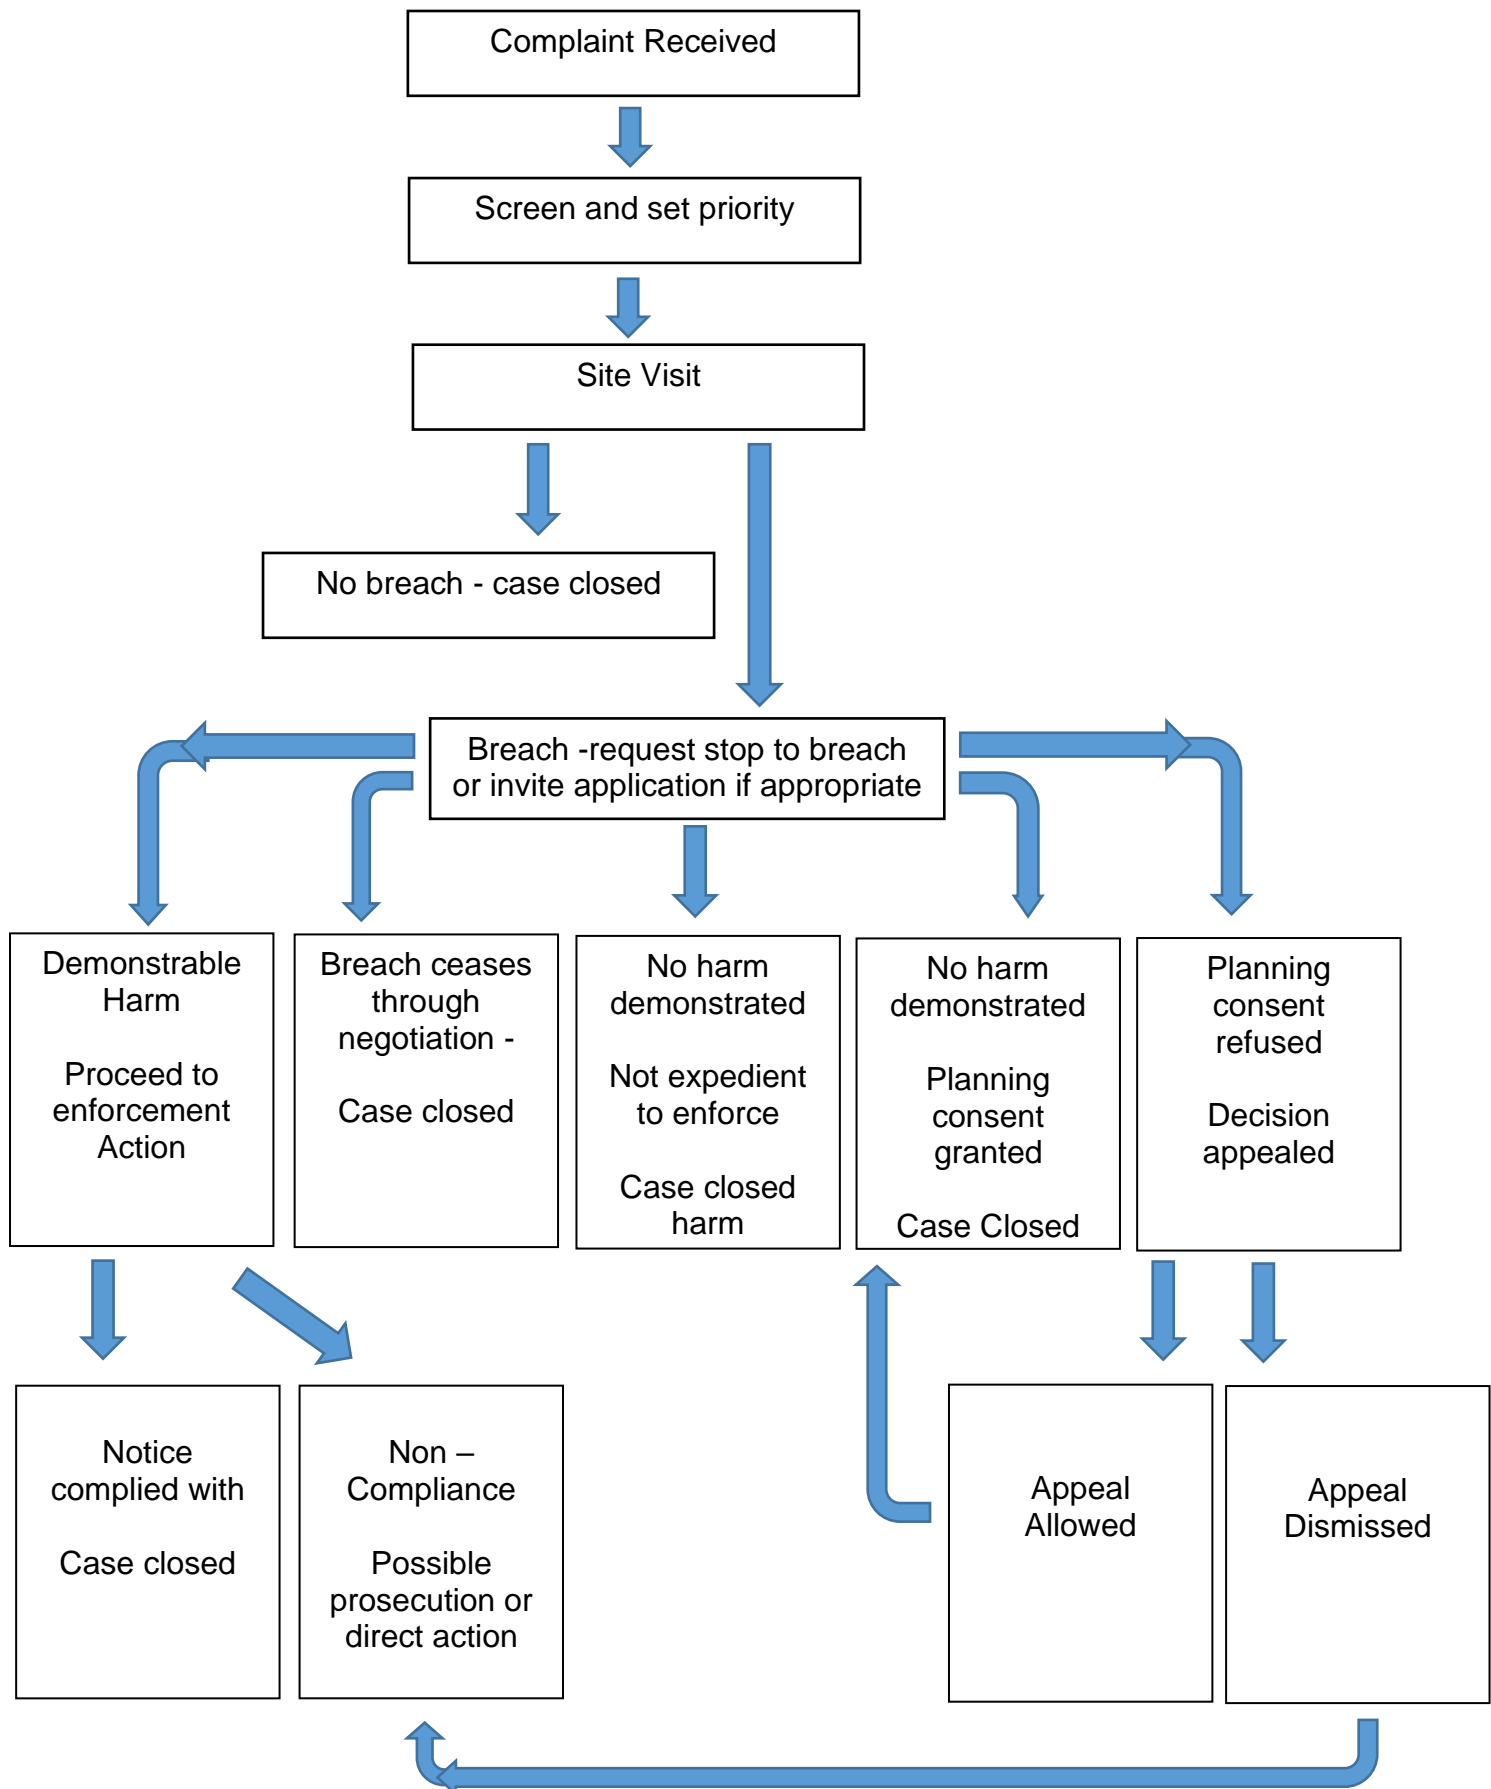 Complaint Received
Screen and set priority
Site Visit
No breach - case closed
Breach -request stop to breach
or invite application if appropriate
Demonstrable
Harm
Proceed to
enforcement
Action
Breach ceases
through
negotiation -
Case closed
No harm
demonstrated
Not expedient
to enforce
Case closed
harm
No harm
demonstrated
Planning
consent
granted
Case Closed
Planning
consent
refused
Decision
appealed
Notice
complied with
Case closed
Non –
Compliance
Possible
prosecution or
direct action
Appeal
Allowed
Appeal
Dismissed